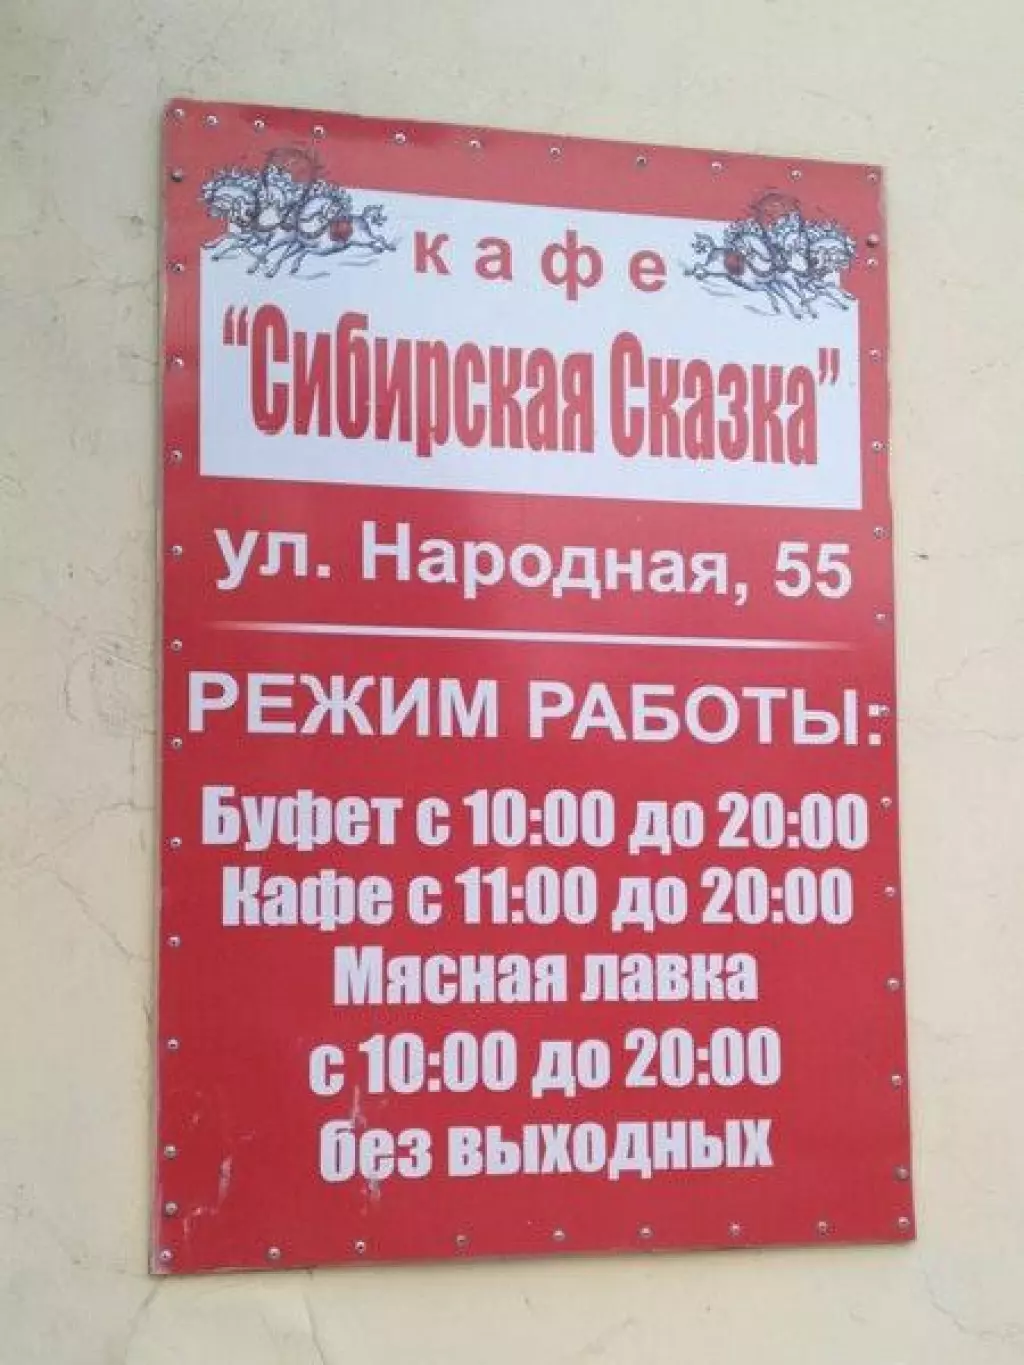 кафе
"Сибирская Сказка"
ул. Народная, 55
РЕЖИМ РАБОТЫ:
Буфет с 10:00 до 20:00
Кафе с 11:00 до 20:00
Мясная лавка
с 10:00 до 20:00
без выходных